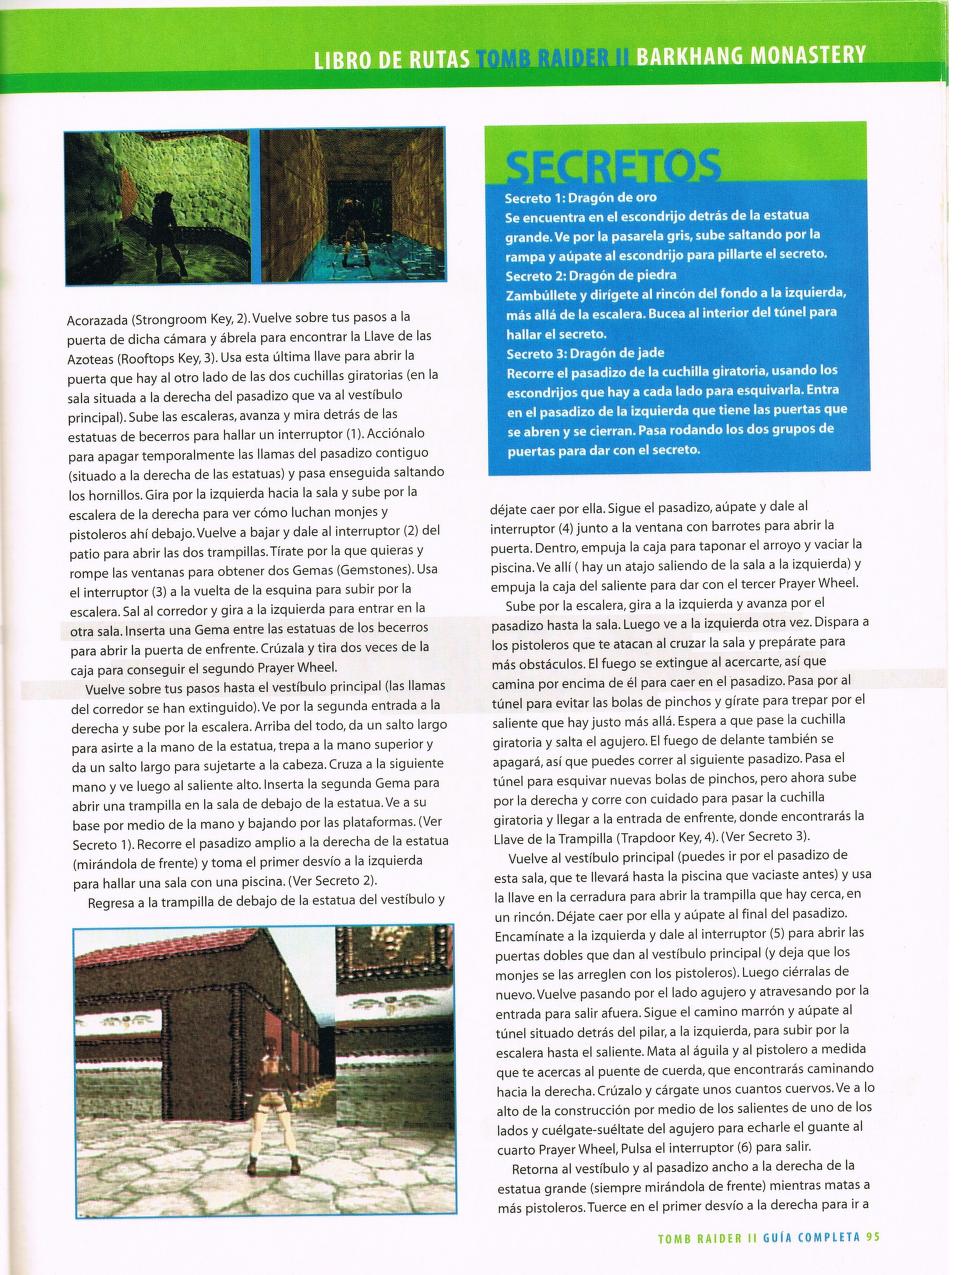 LIBRO DE RUTAS TOMB RAIDER II BARKHANG MONASTERY
Acorazada (Strongroom Key, 2). Vuelve sobre tus pasos a la
puerta de dicha cámara y ábrela para encontrar la Llave de las
Azoteas (Rooftops Key, 3). Usa esta última llave para abrir la
puerta que hay al otro lado de las dos cuchillas giratorias (en la
sala situada a la derecha del pasadizo que va al vestíbulo
principal). Sube las escaleras, avanza y mira detrás de las
estatuas de becerros para hallar un interruptor (1). Acciónalo
para apagar temporalmente las llamas del pasadizo contiguo
(situado a la derecha de las estatuas) y pasa enseguida saltando
los hornillos. Gira por la izquierda hacia la sala y sube por la
escalera de la derecha para ver cómo luchan monjes y
pistoleros ahí debajo. Vuelve a bajar y dale al interruptor (2) del
patio para abrir las dos trampillas. Tírate por la que quieras y
rompe las ventanas para obtener dos Gemas (Gemstones). Usa
el interruptor (3) a la vuelta de la esquina para subir por la
escalera. Sal al corredor y gira a la izquierda para entrar en la
otra sala. Inserta una Gema entre las estatuas de los becerros
para abrir la puerta de enfrente. Crúzala y tira dos veces de la
caja para conseguir el segundo Prayer Wheel.
Vuelve sobre tus pasos hasta el vestíbulo principal (las llamas
del corredor se han extinguido). Ve por la segunda entrada a la
derecha y sube por la escalera. Arriba del todo, da un salto largo
para asirte a la mano de la estatua, trepa a la mano superior y
da un salto largo para sujetarte a la cabeza. Cruza a la siguiente
mano y ve luego al saliente alto. Inserta la segunda Gema para
abrir una trampilla en la sala de debajo de la estatua. Ve a su
base por medio de la mano y bajando por las plataformas. (Ver
Secreto 1). Recorre el pasadizo amplio a la derecha de la estatua
(mirándola de frente) y toma el primer desvío a la izquierda
para hallar una sala con una piscina. (Ver Secreto 2).
Regresa a la trampilla de debajo de la estatua del vestíbulo y
SECRETOS
Secreto 1: Dragón de oro
Se encuentra en el escondrijo detrás de la estatua
grande. Ve por la pasarela gris, sube saltando por la
rampa y aúpate al escondrijo para pillarte el secreto.
Secreto 2: Dragón de piedra
Zambúllete y dirígete al rincón del fondo a la izquierda,
más allá de la escalera. Bucea al interior del túnel para
hallar el secreto.
Secreto 3: Dragón de jade
Recorre el pasadizo de la cuchilla giratoria, usando los
escondrijos que hay a cada lado para esquivarla. Entra
en el pasadizo de la izquierda que tiene las puertas que
se abren y se cierran. Pasa rodando los dos grupos de
puertas para dar con el secreto.
déjate caer por ella. Sigue el pasadizo, aúpate y dale al
interruptor (4) junto a la ventana con barrotes para abrir la
puerta. Dentro, empuja la caja para taponar el arroyo y vaciar la
piscina. Ve allí ( hay un atajo saliendo de la sala a la izquierda) y
empuja la caja del saliente para dar con el tercer Prayer Wheel.
Sube por la escalera, gira a la izquierda y avanza por el
pasadizo hasta la sala. Luego ve a la izquierda otra vez. Dispara a
los pistoleros que te atacan al cruzar la sala y prepárate para
más obstáculos. El fuego se extingue al acercarte, así que
camina por encima de él para caer en el pasadizo. Pasa por al
túnel para evitar las bolas de pinchos y gírate para trepar por el
saliente que hay justo más allá. Espera a que pase la cuchilla
giratoria y salta el agujero. El fuego de delante también se
apagará, así que puedes correr al siguiente pasadizo. Pasa el
túnel para esquivar nuevas bolas de pinchos, pero ahora sube
por la derecha y corre con cuidado para pasar la cuchilla
giratoria y llegar a la entrada de enfrente, donde encontrarás la
Llave de la Trampilla (Trapdoor Key, 4). (Ver Secreto 3).
Vuelve al vestíbulo principal (puedes ir por el pasadizo de
esta sala, que te llevará hasta la piscina que vaciaste antes) y usa
la llave en la cerradura para abrir la trampilla que hay cerca, en
un rincón. Déjate caer por ella y aúpate al final del pasadizo.
Encamínate a la izquierda y dale al interruptor (5) para abrir las
puertas dobles que dan al vestíbulo principal (y deja que los
monjes se las arreglen con los pistoleros). Luego ciérralas de
nuevo. Vuelve pasando por el lado agujero y atravesando por la
entrada para salir afuera. Sigue el camino marrón y aúpate al
túnel situado detrás del pilar, a la izquierda, para subir por la
escalera hasta el saliente. Mata al águila y al pistolero a medida
que te acercas al puente de cuerda, que encontrarás caminando
hacia la derecha. Crúzalo y cárgate unos cuantos cuervos. Ve a lo
alto de la construcción por medio de los salientes de uno de los
lados y cuélgate-suéltate del agujero para echarle el guante al
cuarto Prayer Wheel, Pulsa el interruptor (6) para salir.
Retorna al vestíbulo y al pasadizo ancho a la derecha de la
estatua grande (siempre mirándola de frente) mientras matas a
más pistoleros. Tuerce en el primer desvío a la derecha para ir a
TOMB RAIDER II GUÍA COMPLETA 95